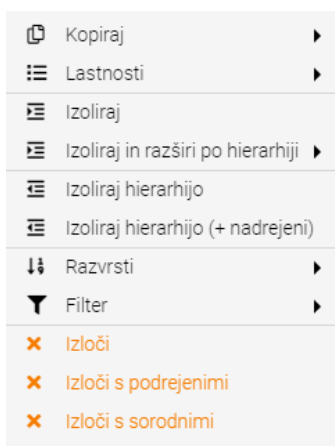 Kopiraj
Lastnosti
Izoliraj
Izoliraj in razširi po hierarhiji
Izoliraj hierarhijo
Izoliraj hierarhijo (+ nadrejeni)
Razvrsti
Filter
Izloči
Izloči s podrejenimi
Izloči s sorodnimi